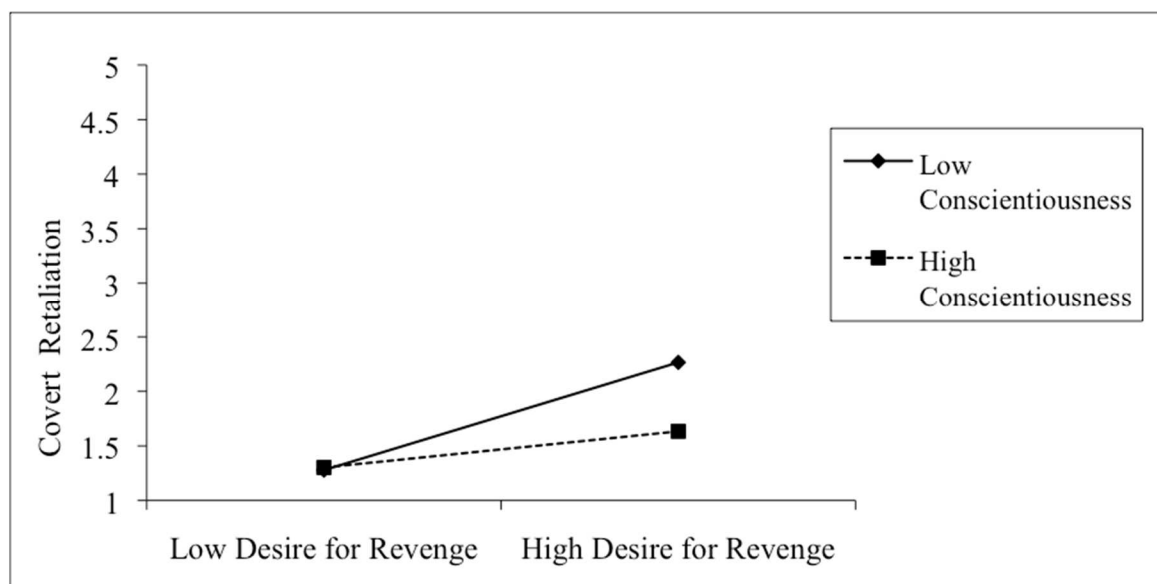 5
4.5
4
3.5
3
2.5
2
1.5
1
Covert Retaliation
Low Desire for Revenge
High Desire for Revenge
Low
Conscientiousness
High
Conscientiousness